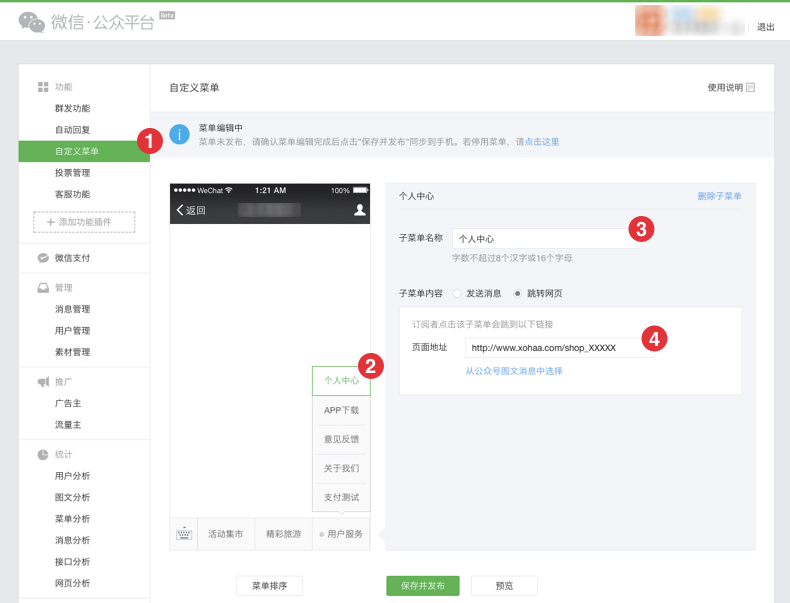 微信·公众平台 Beta
退出
功能
群发功能
自动回复
自定义菜单
投票管理
客服功能
+ 添加功能插件
微信支付
管理
消息管理
用户管理
素材管理
推广
广告主
流量主
统计
用户分析
图文分析
菜单分析
消息分析
接口分析
网页分析
自定义菜单
使用说明
1
菜单编辑中
菜单未发布，请确认菜单编辑完成后点击“保存并发布”同步到手机。若停用菜单，请点击这里
WeChat 1:21 AM 100%
返回
2
个人中心
APP下载
意见反馈
关于我们
支付测试
活动集市 精彩旅游 用户服务
个人中心 删除子菜单
3
子菜单名称 个人中心
字数不超过8个汉字或16个字母
子菜单内容 发送消息 跳转网页
订阅者点击该子菜单会跳到以下链接
4
页面地址 http://www.xohaa.com/shop_XXXXX
从公众号图文消息中选择
菜单排序 保存并发布 预览